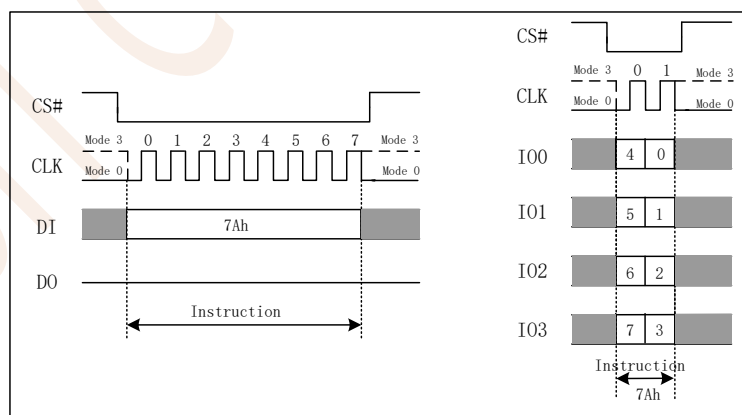 CS#
Mode 3 0 1 2 3 4 5 6 7 Mode 3
CLK
Mode 0 Mode 0
DI 7Ah
DO
Instruction
CS#
Mode 3 0 1 Mode 3
CLK
Mode 0 Mode 0
IO0 4 0
IO1 5 1
IO2 6 2
IO3 7 3
Instruction
7Ah